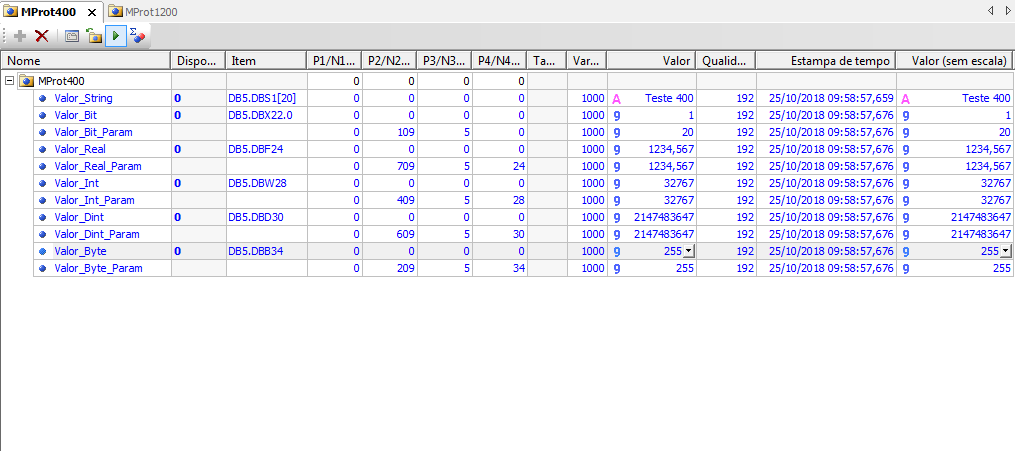 MProt400 x MProt1200
Nome Dispo... Item P1/N1... P2/N2... P3/N3... P4/N4... Ta... Var... Valor Qualid... Estampa de tempo Valor (sem escala)
MProt400 0 0 0 0
Valor_String 0 DB5.DBS1[20] 0 0 0 0 1000 A Teste 400 192 25/10/2018 09:58:57,659 A Teste 400
Valor_Bit 0 DB5.DBX22.0 0 0 0 0 1000 9 1 192 25/10/2018 09:58:57,676 9 1
Valor_Bit_Param 0 109 5 0 1000 9 20 192 25/10/2018 09:58:57,676 9 20
Valor_Real 0 DB5.DBF24 0 0 0 0 1000 9 1234,567 192 25/10/2018 09:58:57,676 9 1234,567
Valor_Real_Param 0 709 5 24 1000 9 1234,567 192 25/10/2018 09:58:57,676 9 1234,567
Valor_Int 0 DB5.DBW28 0 0 0 0 1000 9 32767 192 25/10/2018 09:58:57,676 9 32767
Valor_Int_Param 0 409 5 28 1000 9 32767 192 25/10/2018 09:58:57,676 9 32767
Valor_Dint 0 DB5.DBD30 0 0 0 0 1000 9 2147483647 192 25/10/2018 09:58:57,676 9 2147483647
Valor_Dint_Param 0 609 5 30 1000 9 2147483647 192 25/10/2018 09:58:57,676 9 2147483647
Valor_Byte 0 DB5.DBB34 0 0 0 0 1000 9 255 192 25/10/2018 09:58:57,676 9 255
Valor_Byte_Param 0 209 5 34 1000 9 255 192 25/10/2018 09:58:57,676 9 255